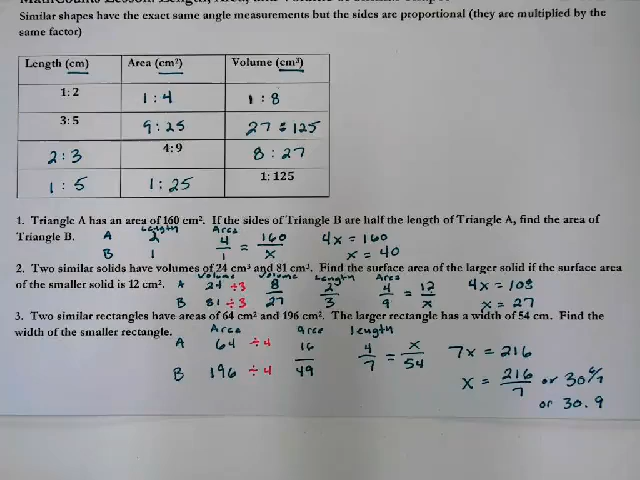 MathCounts Lesson: Length, Area, and Volume of Similar Shapes
Similar shapes have the exact same angle measurements but the sides are proportional (they are multiplied by the
same factor)
Length (cm) Area (cm²) Volume (cm³)
1:2 1:4 1:8
3:5 9:25 27:125
2:3 4:9 8:27
1:5 1:25 1:125
1. Triangle A has an area of 160 cm². If the sides of Triangle B are half the length of Triangle A, find the area of
Triangle B. A Length 2 Area 4/1 = 160/x 4x = 160
B 1 x = 40
2. Two similar solids have volumes of 24 cm³ and 81 cm³. Find the surface area of the larger solid if the surface area
of the smaller solid is 12 cm². A Volume 24 ÷3 Volume 8/27 Length 2/3 Area 4/9 = 12/x 4x = 108
B 81 ÷3 x = 27
3. Two similar rectangles have areas of 64 cm² and 196 cm². The larger rectangle has a width of 54 cm. Find the
width of the smaller rectangle. Area area length
A 64 ÷4 16/49 4/7 = x/54 7x = 216
B 196 ÷4 x = 216/7 or 30 6/7
or 30.9